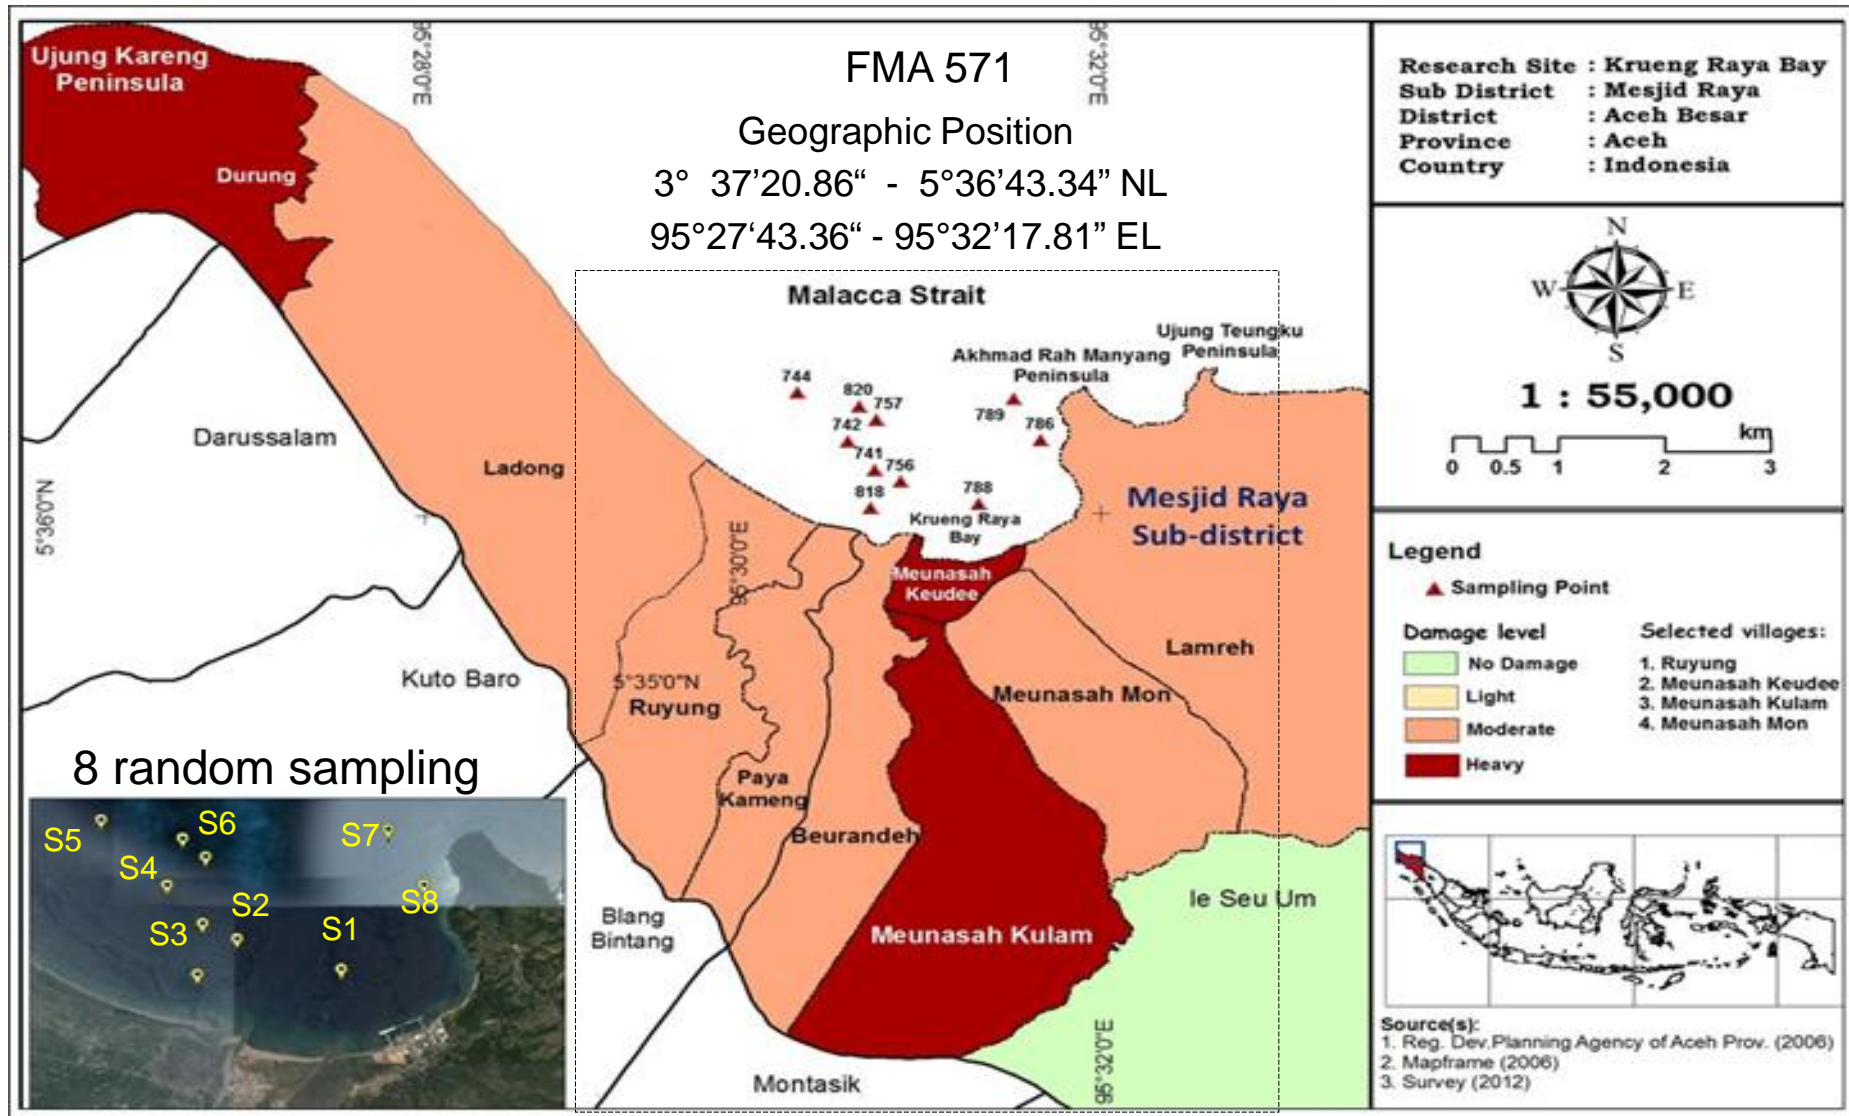 Ujung Kareng
Peninsula
Durung
95°28'0"E
FMA 571
Geographic Position
3°  37’20.86“  -  5°36’43.34” NL
95°27‘43.36“ - 95°32’17.81” EL
95°32'0"E
Malacca Strait
Ujung Teungku
Peninsula
Akhmad Rah Manyang
Peninsula
744
820
757
742
741
756
818
789
786
788
Krueng Raya
Bay
Darussalam
Ladong
Mesjid Raya
Sub-district
5°36'0"N
95°30'0"E
Meunasah
Keudee
Lamreh
Kuto Baro
5°35'0"N
Ruyung
Meunasah Mon
Paya
Kameng
Beurandeh
Meunasah Kulam
Ie Seu Um
Blang
Bintang
Montasik
95°32'0"E
8 random sampling
S5
S6
S7
S4
S2
S8
S3
S1
Research Site : Krueng Raya Bay
Sub District : Mesjid Raya
District : Aceh Besar
Province : Aceh
Country : Indonesia
N
W
E
S
1 : 55,000
km
0 0.5 1 2 3
Legend
Sampling Point
Damage level
No Damage
Light
Moderate
Heavy
Selected villages:
1. Ruyung
2. Meunasah Keudee
3. Meunasah Kulam
4. Meunasah Mon
Source(s):
1. Reg. Dev.Planning Agency of Aceh Prov. (2006)
2. Mapframe (2006)
3. Survey (2012)